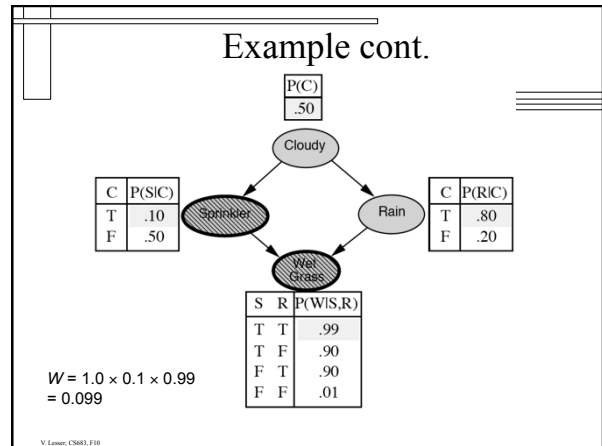 Example cont.
P(C)
.50
Cloudy
C P(S|C)
T .10
F .50
Sprinkler
Rain
C P(R|C)
T .80
F .20
Wet
Grass
S R P(W|S,R)
T T .99
T F .90
F T .90
F F .01
W = 1.0 × 0.1 × 0.99
= 0.099
V. Lesser; CS683, F10